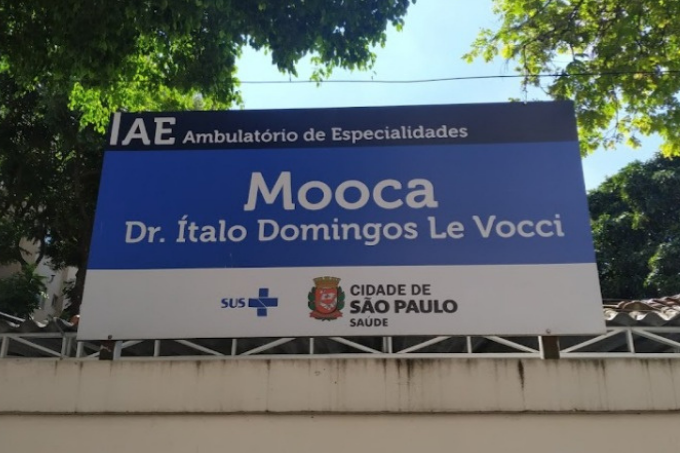 AE Ambulatório de Especialidades
Mooca
Dr. Ítalo Domingos Le Vocci
SUS
CIDADE DE
SÃO PAULO
SAÚDE